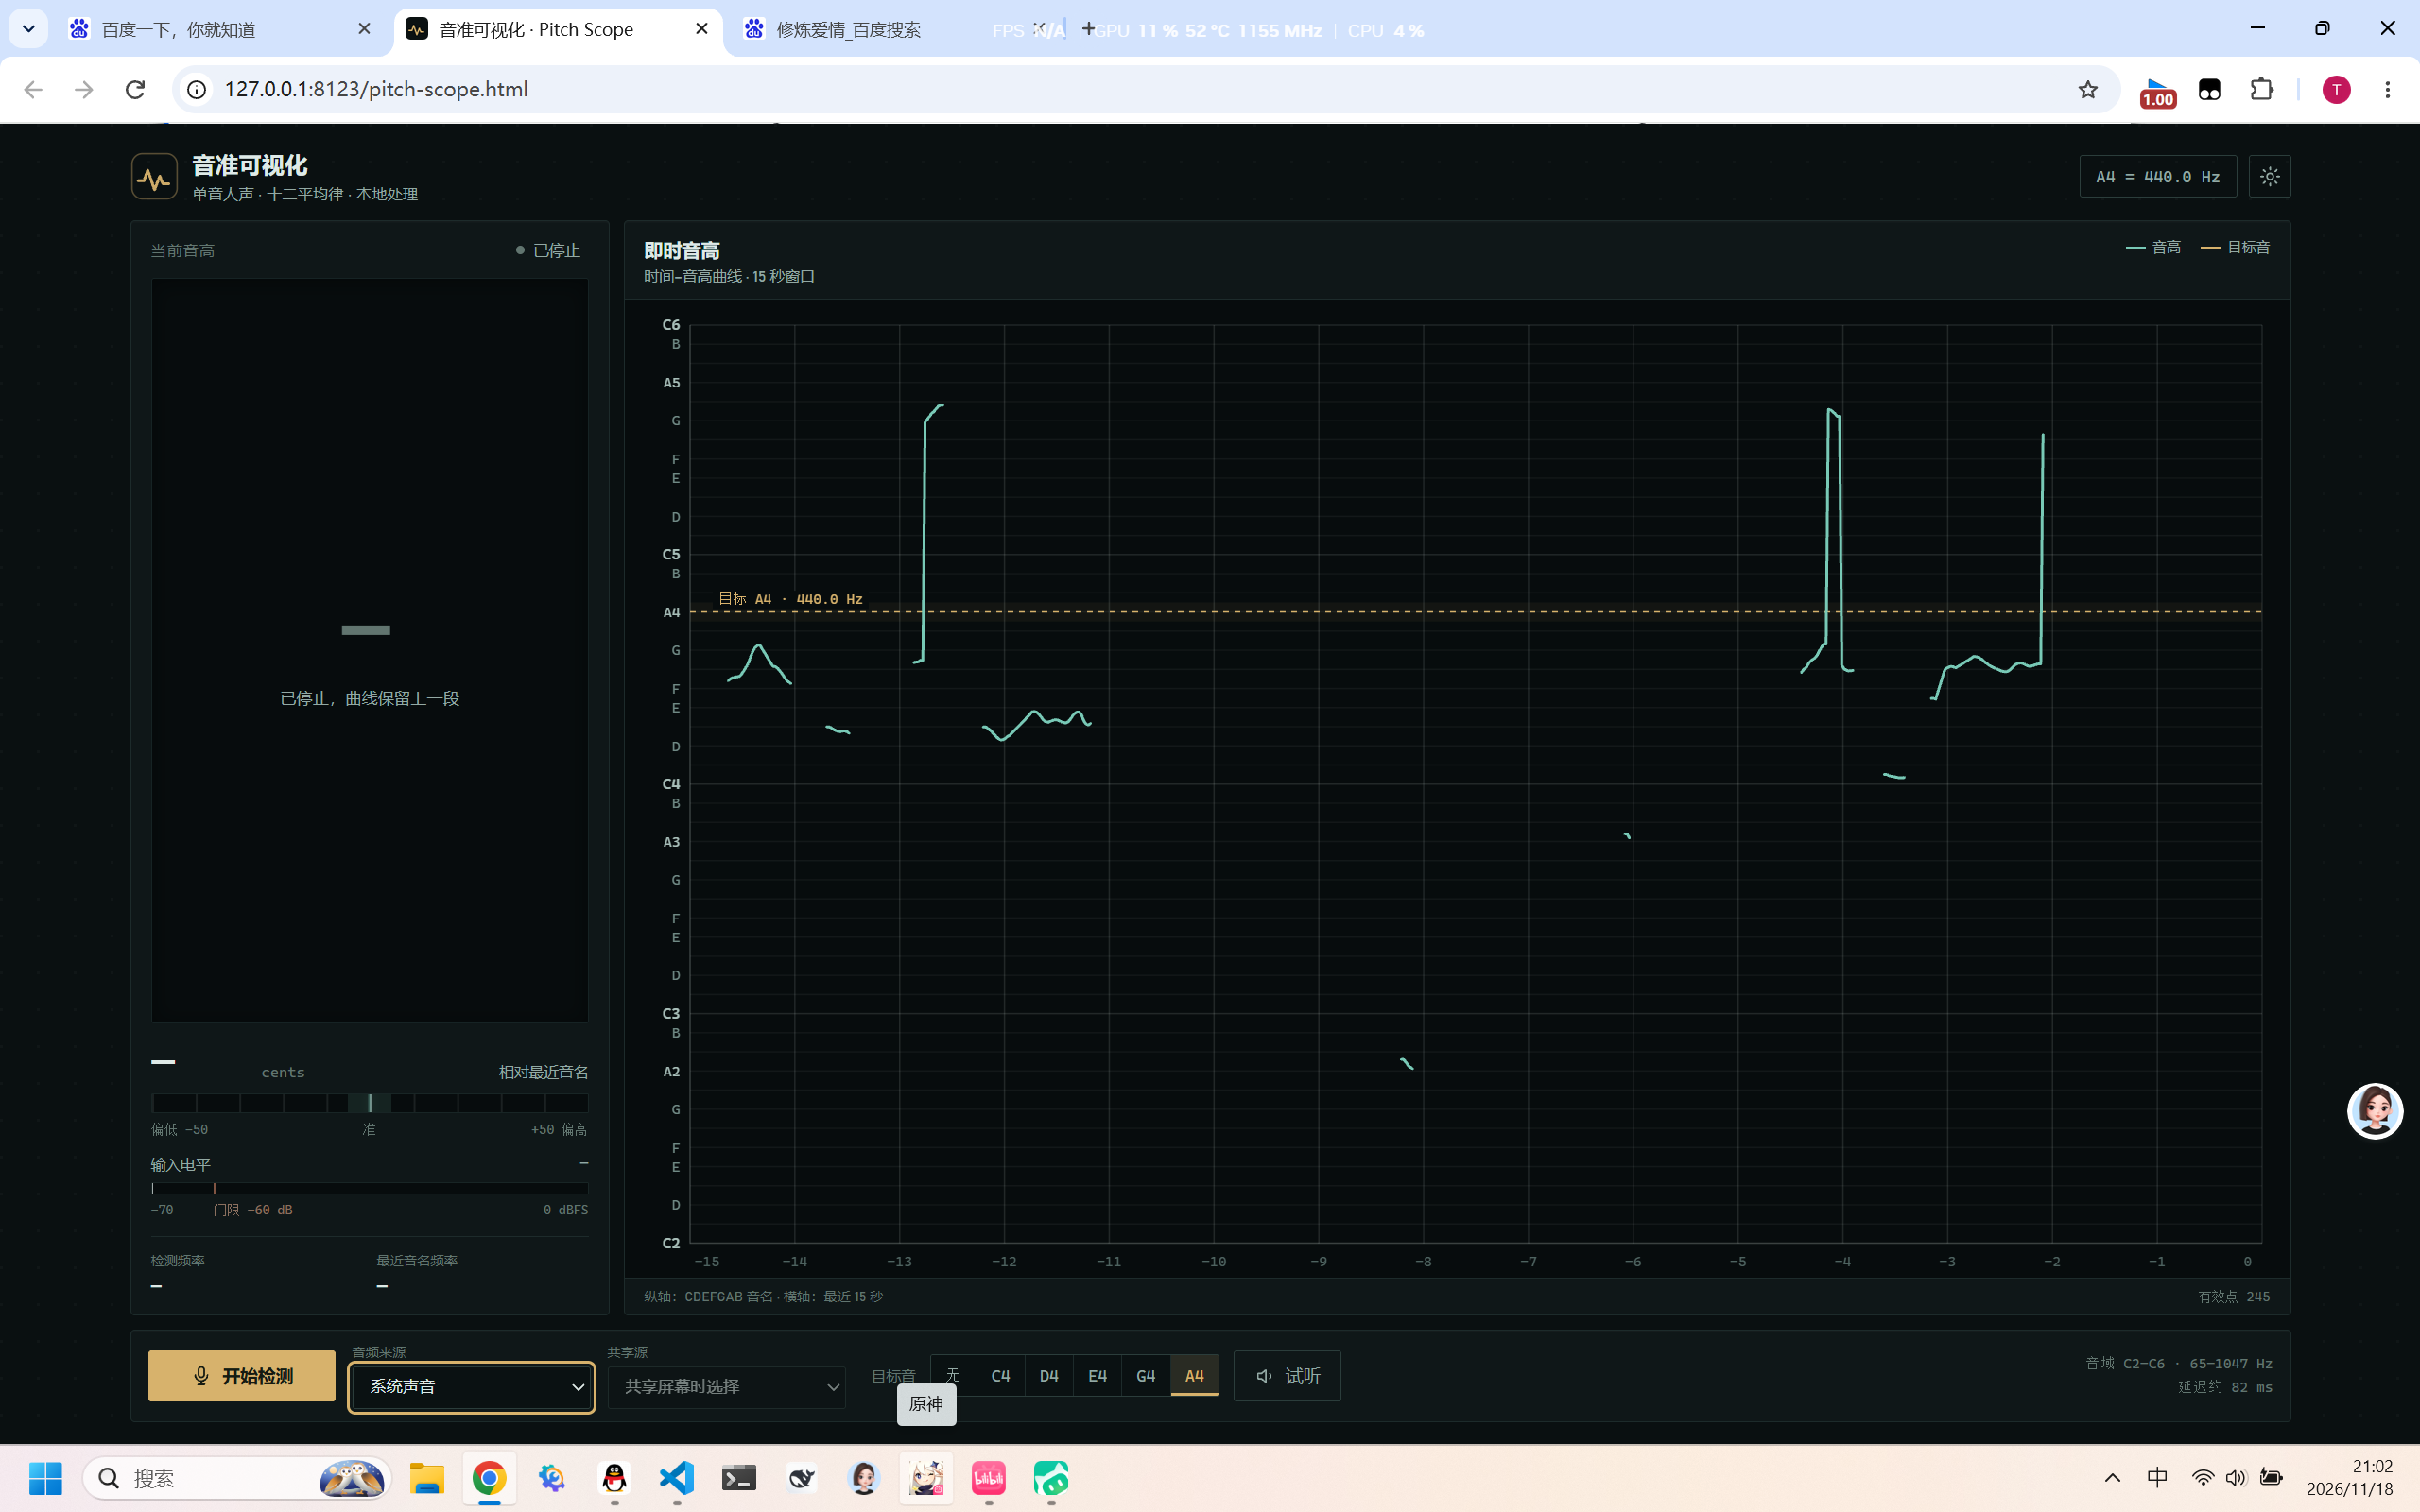 百度一下，你就知道
音准可视化 · Pitch Scope
修炼爱情_百度搜索
FPS N/A | GPU 11 % 52 °C 1155 MHz | CPU 4 %
127.0.0.1:8123/pitch-scope.html
1.00
T
音准可视化
单音人声 · 十二平均律 · 本地处理
A4 = 440.0 Hz
当前音高
已停止
已停止，曲线保留上一段
cents
相对最近音名
偏低 -50
准
+50 偏高
输入电平
-70
门限 -60 dB
0 dBFS
检测频率
最近音名频率
即时音高
时间-音高曲线 · 15 秒窗口
音高
目标音
C6
B
A5
G
F
E
D
C5
B
目标 A4 · 440.0 Hz
A4
G
F
E
D
C4
B
A3
G
F
E
D
C3
B
A2
G
F
E
D
C2
-15 -14 -13 -12 -11 -10 -9 -8 -7 -6 -5 -4 -3 -2 -1 0
纵轴：CDEFGAB 音名 · 横轴：最近 15 秒
有效点 245
开始检测
音频来源
系统声音
共享源
共享屏幕时选择
目标音
无
C4
D4
E4
G4
A4
试听
音域 C2-C6 · 65-1047 Hz
延迟约 82 ms
原神
搜索
bilibili
中
21:02
2026/11/18